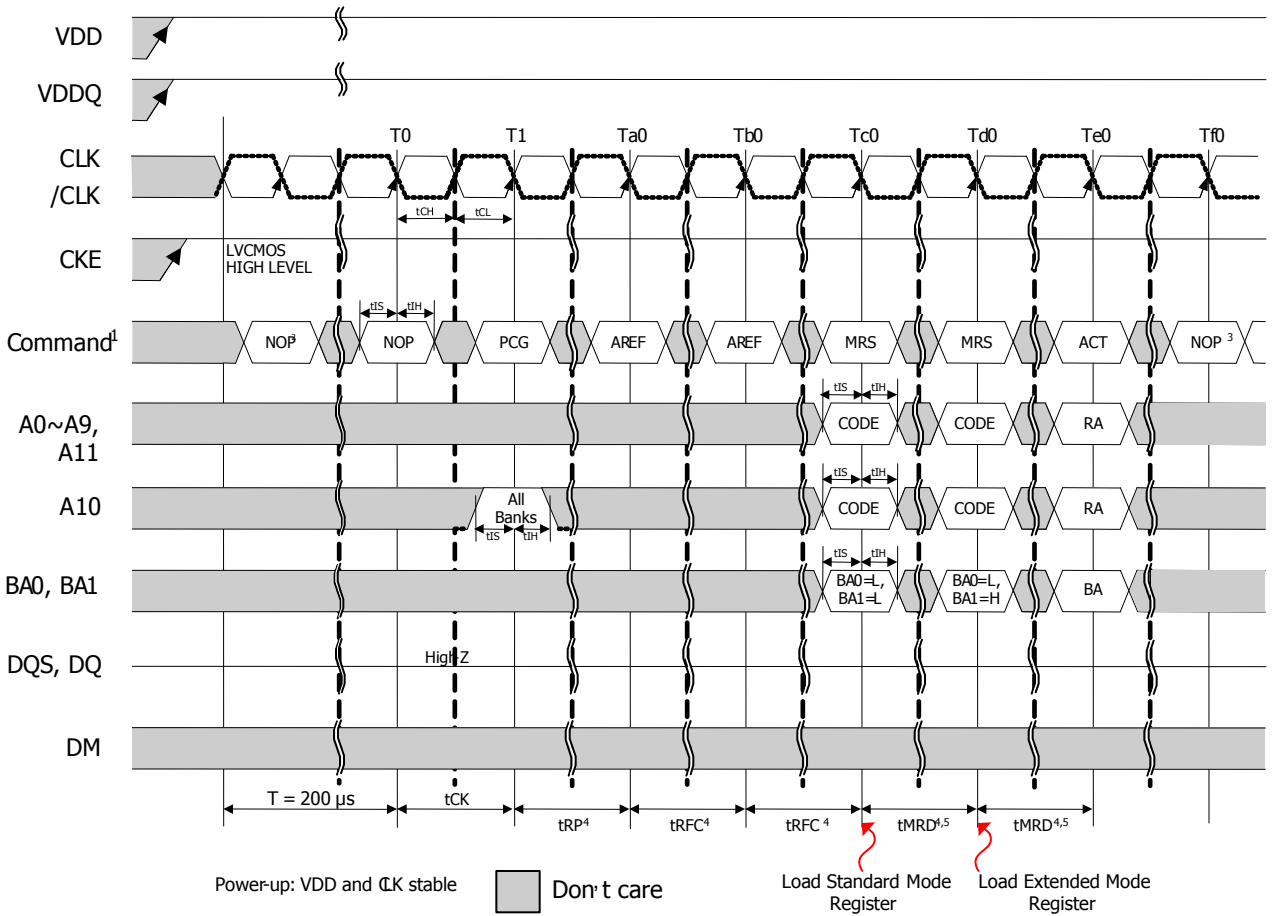 VDD
VDDQ
T0 T1 Ta0 Tb0 Tc0 Td0 Te0 Tf0
CLK
/CLK
tCH tCL
CKE
LVCMOS
HIGH LEVEL
tIS tIH
Command1
NOP3 NOP PCG AREF AREF MRS MRS ACT NOP 3
tIS tIH
A0~A9,
A11
CODE CODE RA
tIS tIH
A10
All
Banks
CODE CODE RA
tIS tIH
tIS tIH
BA0, BA1
BA0=L,
BA1=L
BA0=L,
BA1=H
BA
High-Z
DQS, DQ
DM
T = 200 µs tCK tRP4 tRFC4 tRFC 4 tMRD4,5 tMRD4,5
Power-up: VDD and CLK stable
Don't care
Load Standard Mode
Register
Load Extended Mode
Register